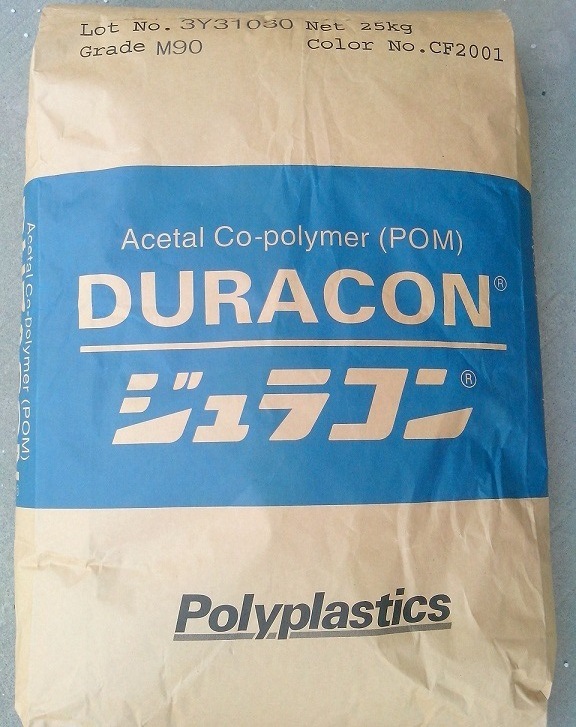 Lot No. 3Y31030 Net 25kg
Grade M90 Color No.CF2001
Acetal Co-polymer (POM)
DURACON®
ジュラコン®
Acetal Co-polymer (POM)
Polyplastics